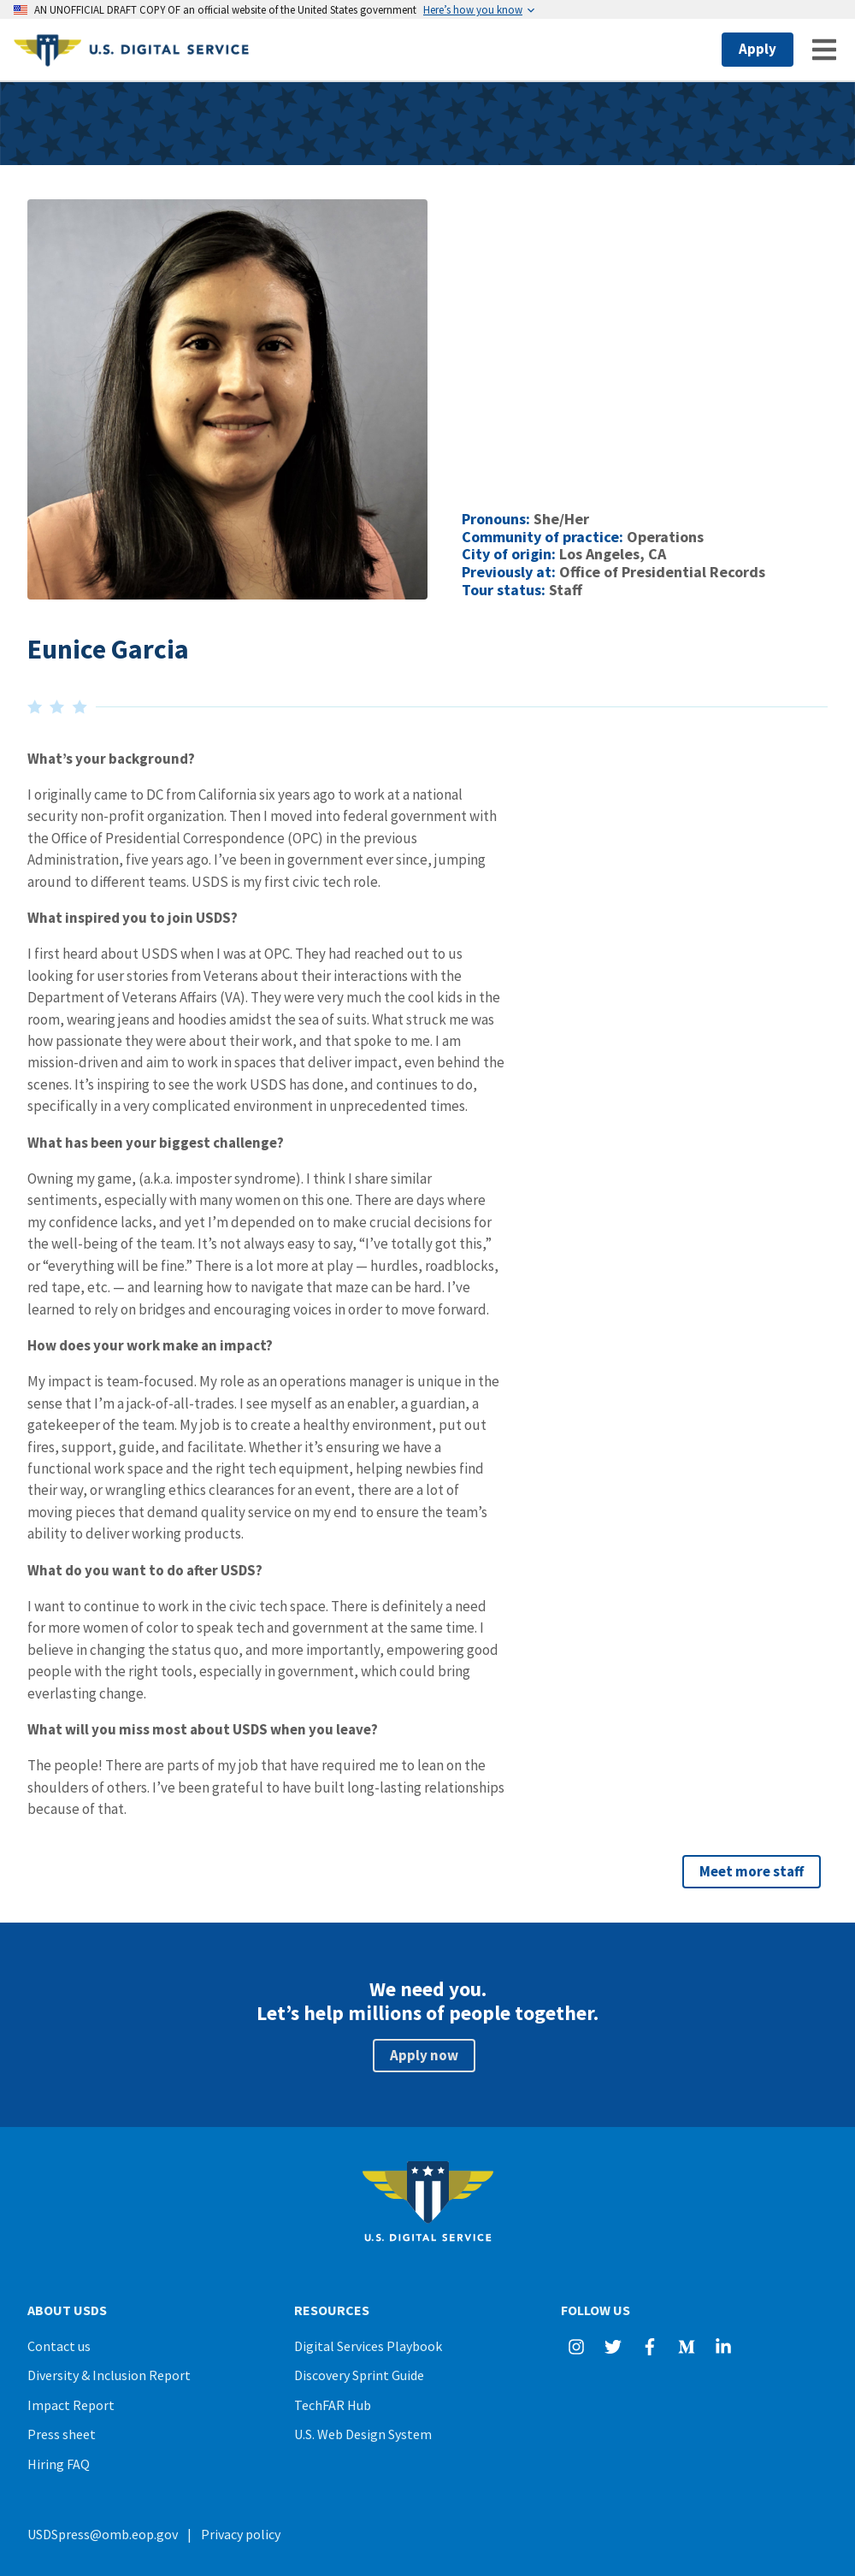 AN UNOFFICIAL DRAFT COPY OF an official website of the United States government Here’s how you know
U.S. DIGITAL SERVICE
Apply
Pronouns: She/Her
Community of practice: Operations
City of origin: Los Angeles, CA
Previously at: Office of Presidential Records
Tour status: Staff
Eunice Garcia
What’s your background?
I originally came to DC from California six years ago to work at a national
security non-profit organization. Then I moved into federal government with
the Office of Presidential Correspondence (OPC) in the previous
Administration, five years ago. I’ve been in government ever since, jumping
around to different teams. USDS is my first civic tech role.
What inspired you to join USDS?
I first heard about USDS when I was at OPC. They had reached out to us
looking for user stories from Veterans about their interactions with the
Department of Veterans Affairs (VA). They were very much the cool kids in the
room, wearing jeans and hoodies amidst the sea of suits. What struck me was
how passionate they were about their work, and that spoke to me. I am
mission-driven and aim to work in spaces that deliver impact, even behind the
scenes. It’s inspiring to see the work USDS has done, and continues to do,
specifically in a very complicated environment in unprecedented times.
What has been your biggest challenge?
Owning my game, (a.k.a. imposter syndrome). I think I share similar
sentiments, especially with many women on this one. There are days where
my confidence lacks, and yet I’m depended on to make crucial decisions for
the well-being of the team. It’s not always easy to say, “I’ve totally got this,”
or “everything will be fine.” There is a lot more at play — hurdles, roadblocks,
red tape, etc. — and learning how to navigate that maze can be hard. I’ve
learned to rely on bridges and encouraging voices in order to move forward.
How does your work make an impact?
My impact is team-focused. My role as an operations manager is unique in the
sense that I’m a jack-of-all-trades. I see myself as an enabler, a guardian, a
gatekeeper of the team. My job is to create a healthy environment, put out
fires, support, guide, and facilitate. Whether it’s ensuring we have a
functional work space and the right tech equipment, helping newbies find
their way, or wrangling ethics clearances for an event, there are a lot of
moving pieces that demand quality service on my end to ensure the team’s
ability to deliver working products.
What do you want to do after USDS?
I want to continue to work in the civic tech space. There is definitely a need
for more women of color to speak tech and government at the same time. I
believe in changing the status quo, and more importantly, empowering good
people with the right tools, especially in government, which could bring
everlasting change.
What will you miss most about USDS when you leave?
The people! There are parts of my job that have required me to lean on the
shoulders of others. I’ve been grateful to have built long-lasting relationships
because of that.
Meet more staff
We need you.
Let’s help millions of people together.
Apply now
U.S. DIGITAL SERVICE
ABOUT USDS
Contact us
Diversity & Inclusion Report
Impact Report
Press sheet
Hiring FAQ
RESOURCES
Digital Services Playbook
Discovery Sprint Guide
TechFAR Hub
U.S. Web Design System
FOLLOW US
USDSpress@omb.eop.gov | Privacy policy